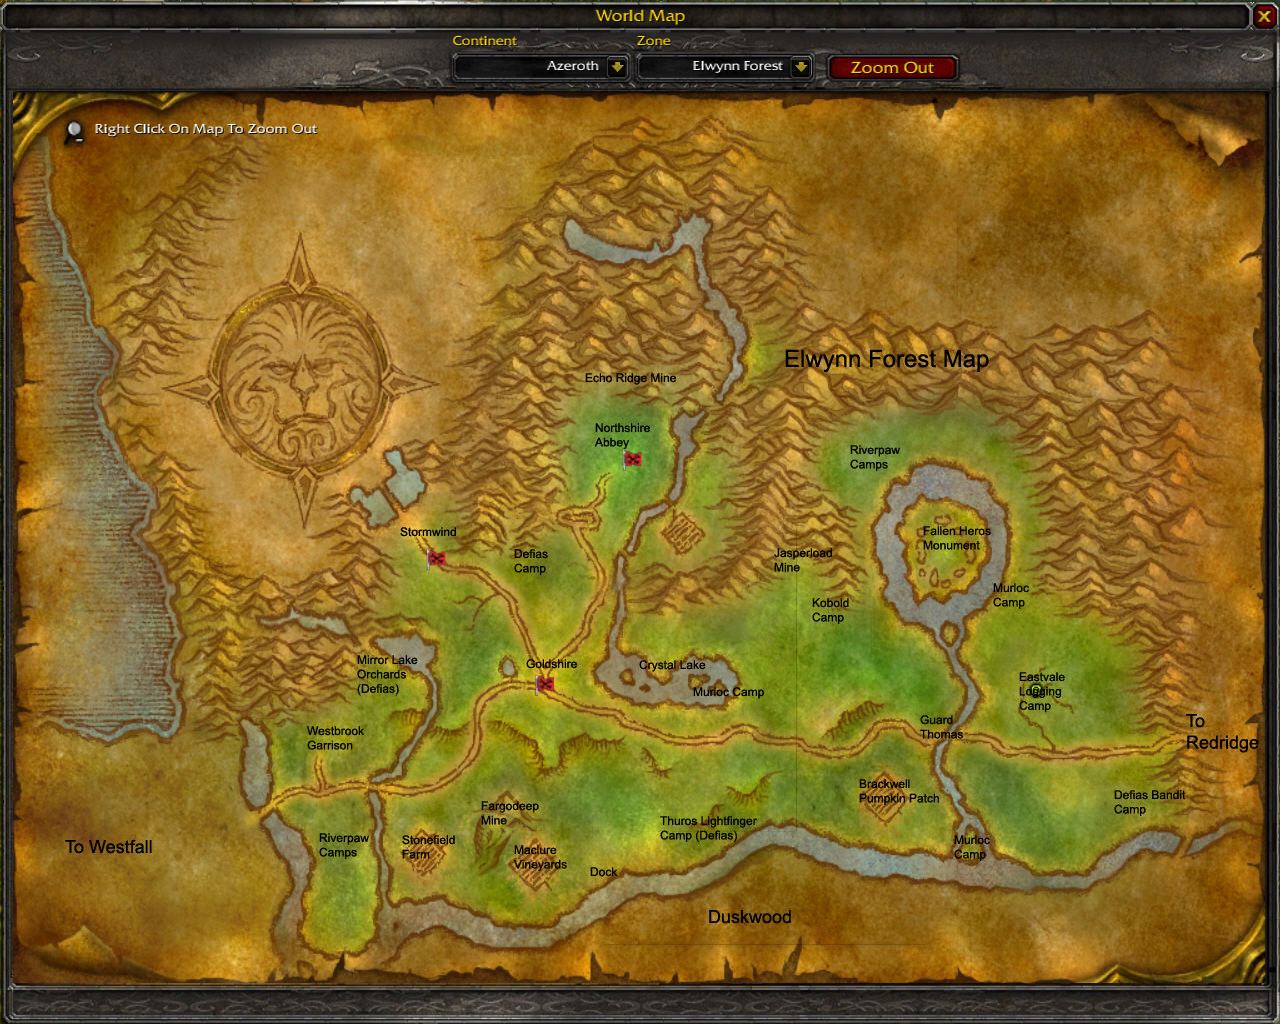 World Map
Continent
Zone
Azeroth
Elwynn Forest
Zoom Out
Right Click On Map To Zoom Out
Elwynn Forest Map
Echo Ridge Mine
Northshire
Abbey
Riverpaw
Camps
Stormwind
Fallen Heros
Monument
Defias
Camp
Jasperload
Mine
Murloc
Camp
Kobold
Camp
Mirror Lake
Orchards
(Defias)
Goldshire
Crystal Lake
Murloc Camp
Eastvale
Logging
Camp
Guard
Thomas
To
Redridge
Westbrook
Garrison
Brackwell
Pumpkin Patch
Defias Bandit
Camp
Fargodeep
Mine
Thuros Lightfinger
Camp (Defias)
To Westfall
Riverpaw
Camps
Stonefield
Farm
Maclure
Vineyards
Murloc
Camp
Dock
Duskwood